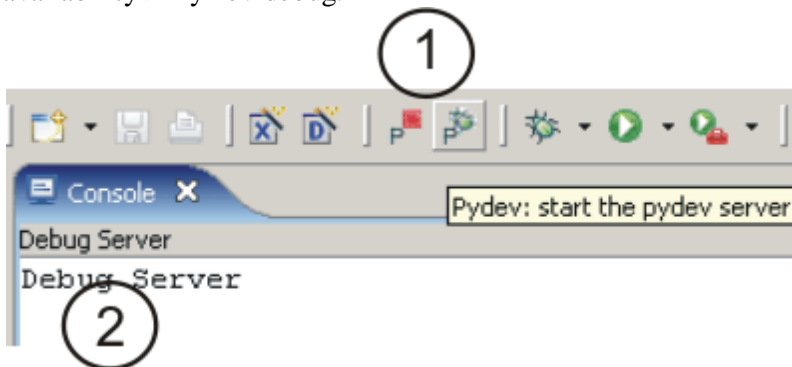 1
X D P P
Console
Pydev: start the pydev server
Debug Server
Debug Server
2